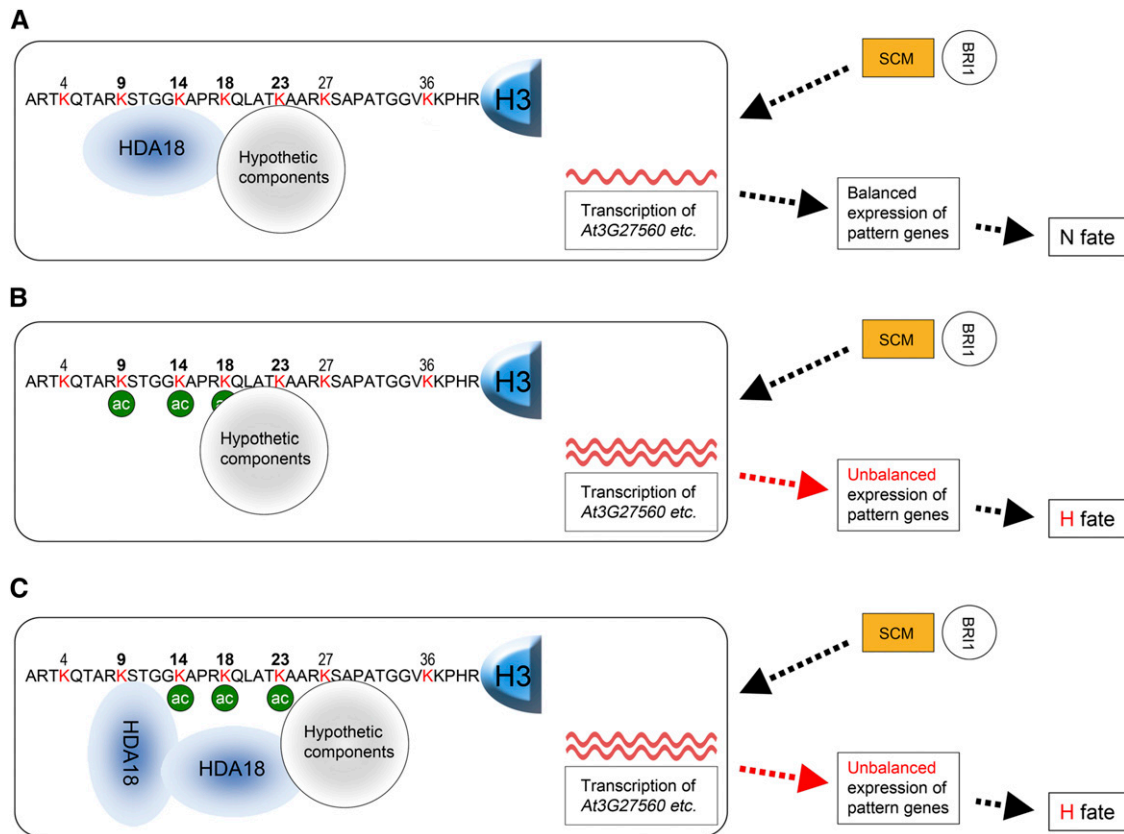 A
4 9 14 18 23 27 36
ARTKQTARKSTGGKAPRKQLATKAARKSAPATGGVKKPHR
H3
HDA18
Hypothetic
components
Transcription of
At3G27560 etc.
SCM
BRI1
Balanced
expression of
pattern genes
N fate
B
4 9 14 18 23 27 36
ARTKQTARKSTGGKAPRKQLATKAARKSAPATGGVKKPHR
H3
ac ac
Hypothetic
components
Transcription of
At3G27560 etc.
SCM
BRI1
Unbalanced
expression of
pattern genes
H fate
C
4 9 14 18 23 27 36
ARTKQTARKSTGGKAPRKQLATKAARKSAPATGGVKKPHR
H3
ac ac ac
HDA18
HDA18
Hypothetic
components
Transcription of
At3G27560 etc.
SCM
BRI1
Unbalanced
expression of
pattern genes
H fate